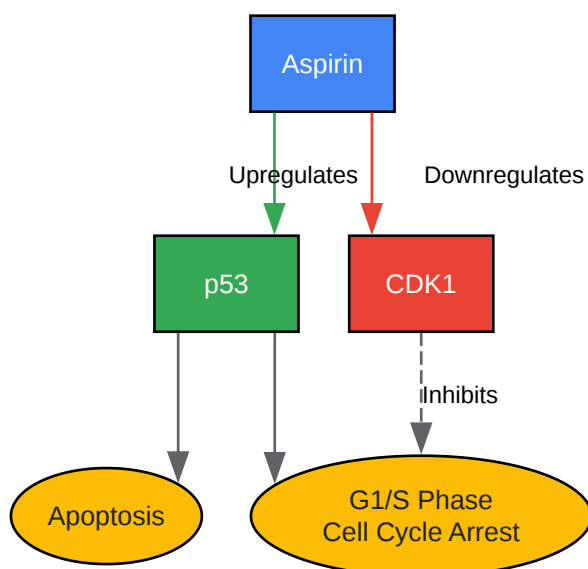 Aspirin
Upregulates
Downregulates
p53
CDK1
Inhibits
Apoptosis
G1/S Phase
Cell Cycle Arrest